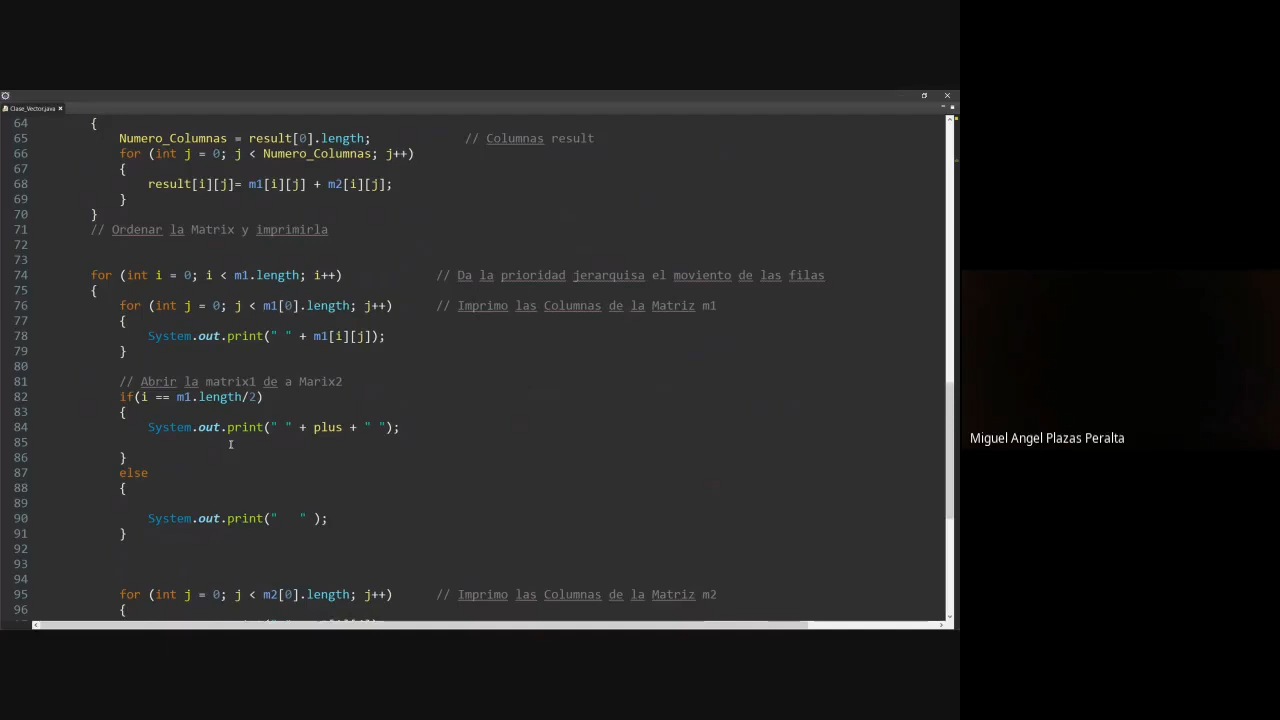 Clase_Vector.java
64 {
65 Numero_Columnas = result[0].length; // Columnas result
66 for (int j = 0; j < Numero_Columnas; j++)
67 {
68 result[i][j]= m1[i][j] + m2[i][j];
69 }
70 }
71 // Ordenar la Matrix y imprimirla
72
73
74 for (int i = 0; i < m1.length; i++) // Da la prioridad jerarquisa el moviento de las filas
75 {
76 for (int j = 0; j < m1[0].length; j++) // Imprimo las Columnas de la Matriz m1
77 {
78 System.out.print(" " + m1[i][j]);
79 }
80
81 // Abrir la matrix1 de a Marix2
82 if(i == m1.length/2)
83 {
84 System.out.print(" " + plus + " ");
85
86 }
87 else
88 {
89
90 System.out.print("   " );
91 }
92
93
94
95 for (int j = 0; j < m2[0].length; j++) // Imprimo las Columnas de la Matriz m2
96 {
Miguel Angel Plazas Peralta